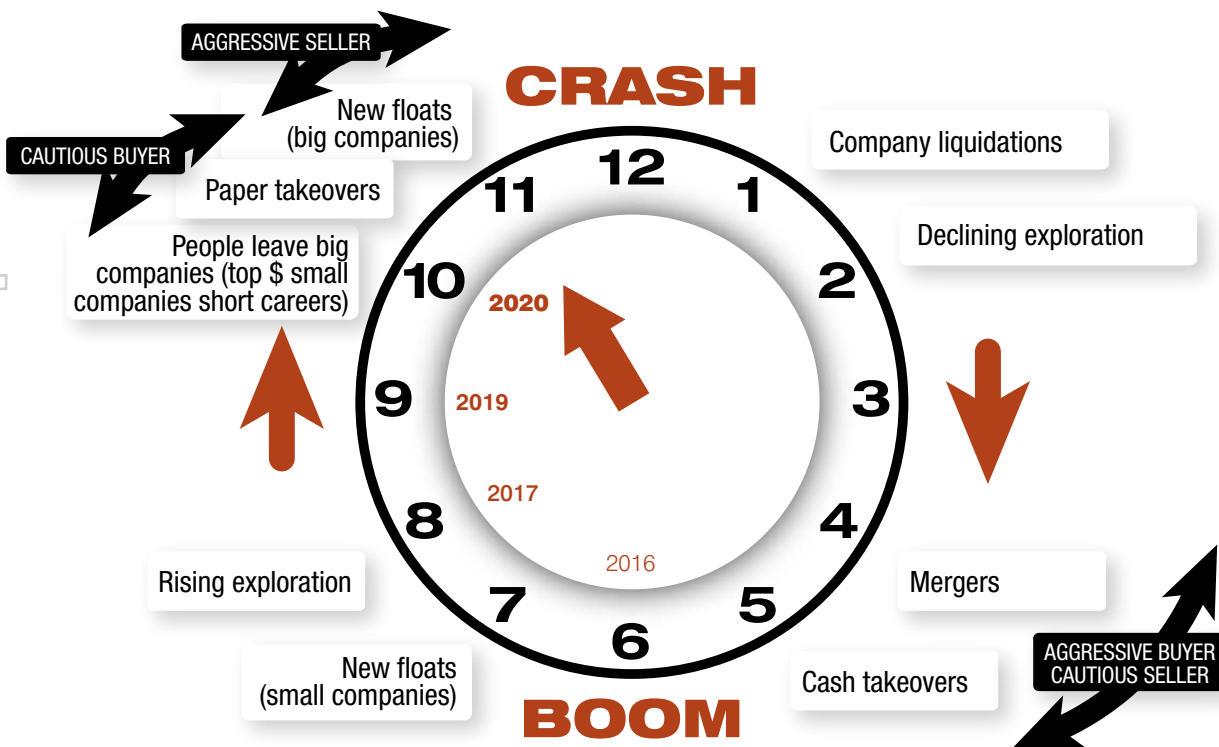 AGGRESSIVE SELLER
CRASH
New floats
(big companies)
CAUTIOUS BUYER
Paper takeovers
People leave big
companies (top $ small
companies short careers)
Company liquidations
Declining exploration
12
1
2
3
4
5
6
7
8
9
10
11
2020
2019
2017
2016
Rising exploration
New floats
(small companies)
Mergers
Cash takeovers
AGGRESSIVE BUYER
CAUTIOUS SELLER
BOOM